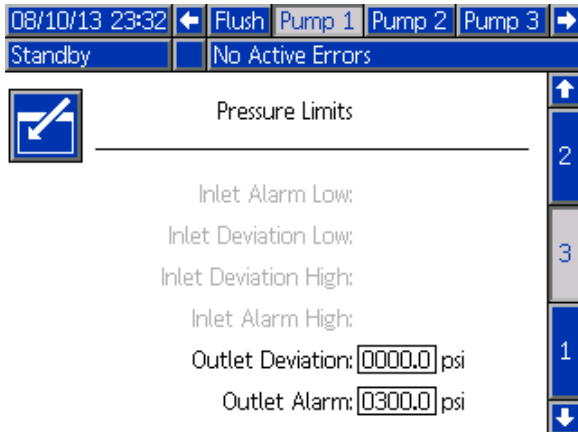 08/10/13 23:32 Flush Pump 1 Pump 2 Pump 3
Standby No Active Errors
Pressure Limits
2
Inlet Alarm Low:
Inlet Deviation Low:
3
Inlet Deviation High:
Inlet Alarm High:
Outlet Deviation: 0000.0 psi
1
Outlet Alarm: 0300.0 psi